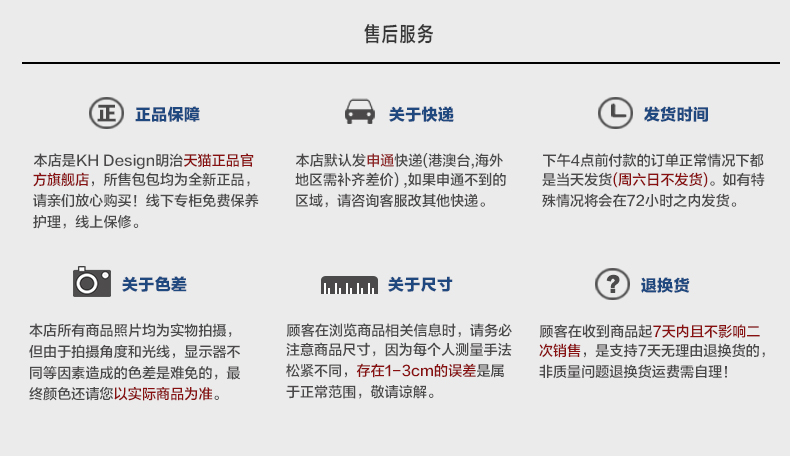 售后服务
正 正品保障
本店是KH Design明治天猫正品官
方旗舰店，所售包包均为全新正品，
请亲们放心购买！线下专柜免费保养
护理，线上保修。
关于快递
本店默认发申通快递(港澳台,海外
地区需补齐差价) ,如果申通不到的
区域，请咨询客服改其他快递。
发货时间
下午4点前付款的订单正常情况下都
是当天发货(周六日不发货)。如有特
殊情况将会在72小时之内发货。
关于色差
本店所有商品照片均为实物拍摄，
但由于拍摄角度和光线，显示器不
同等因素造成的色差是难免的，最
终颜色还请您以实际商品为准。
关于尺寸
顾客在浏览商品相关信息时，请务必
注意商品尺寸，因为每个人测量手法
松紧不同，存在1-3cm的误差是属
于正常范围，敬请谅解。
? 退换货
顾客在收到商品起7天内且不影响二
次销售，是支持7天无理由退换货的，
非质量问题退换货运费需自理！